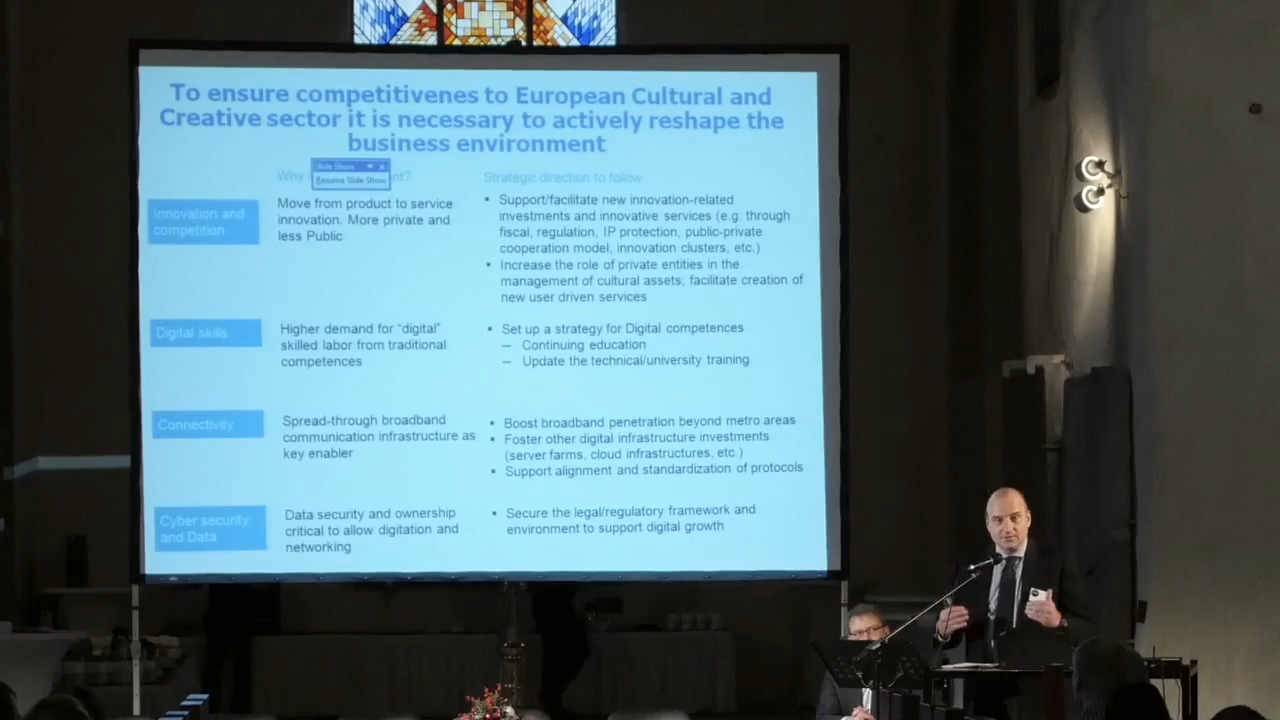 To ensure competitivenes to European Cultural and
Creative sector it is necessary to actively reshape the
business environment
Why
nt?
Slide Show
Resume Slide Show
Strategic direction to follow
Innovation and
competition
Move from product to service
innovation. More private and
less Public
▪ Support/facilitate new innovation-related
investments and innovative services (e.g. through
fiscal, regulation, IP protection, public-private
cooperation model, innovation clusters, etc.)
▪ Increase the role of private entities in the
management of cultural assets; facilitate creation of
new user driven services
Digital skills
Higher demand for "digital"
skilled labor from traditional
competences
▪ Set up a strategy for Digital competences
– Continuing education
– Update the technical/university training
Connectivity
Spread-through broadband
communication infrastructure as
key enabler
▪ Boost broadband penetration beyond metro areas
▪ Foster other digital infrastructure investments
(server farms, cloud infrastructures, etc.)
▪ Support alignment and standardization of protocols
Cyber security
and Data
Data security and ownership
critical to allow digitation and
networking
▪ Secure the legal/regulatory framework and
environment to support digital growth